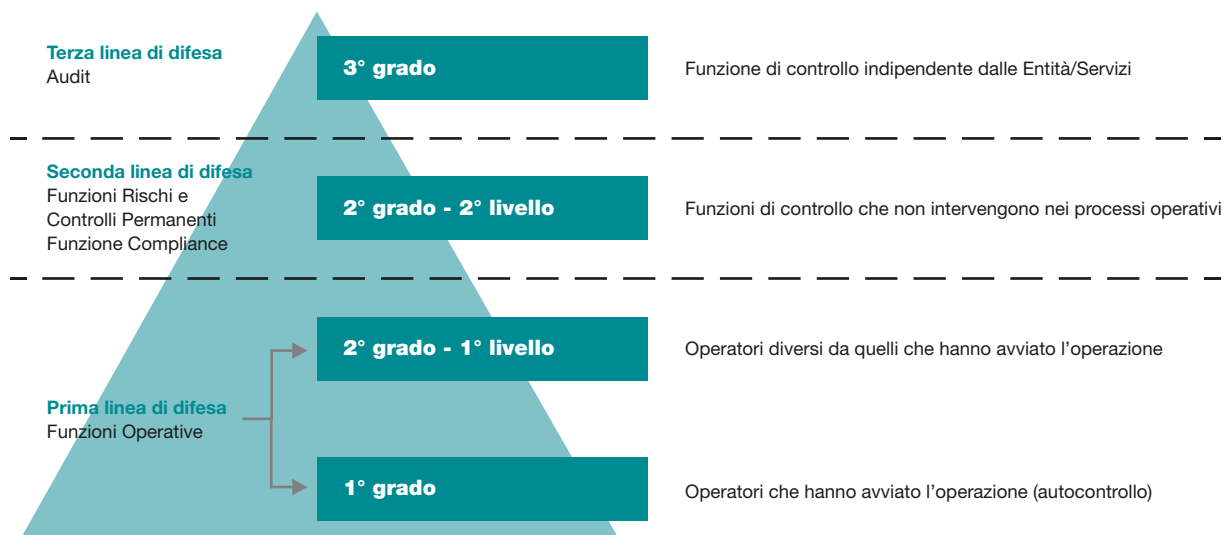 Terza linea di difesa
Audit
3° grado
Funzione di controllo indipendente dalle Entità/Servizi
Seconda linea di difesa
Funzioni Rischi e
Controlli Permanenti
Funzione Compliance
2° grado - 2° livello
Funzioni di controllo che non intervengono nei processi operativi
2° grado - 1° livello
Operatori diversi da quelli che hanno avviato l'operazione
Prima linea di difesa
Funzioni Operative
1° grado
Operatori che hanno avviato l'operazione (autocontrollo)